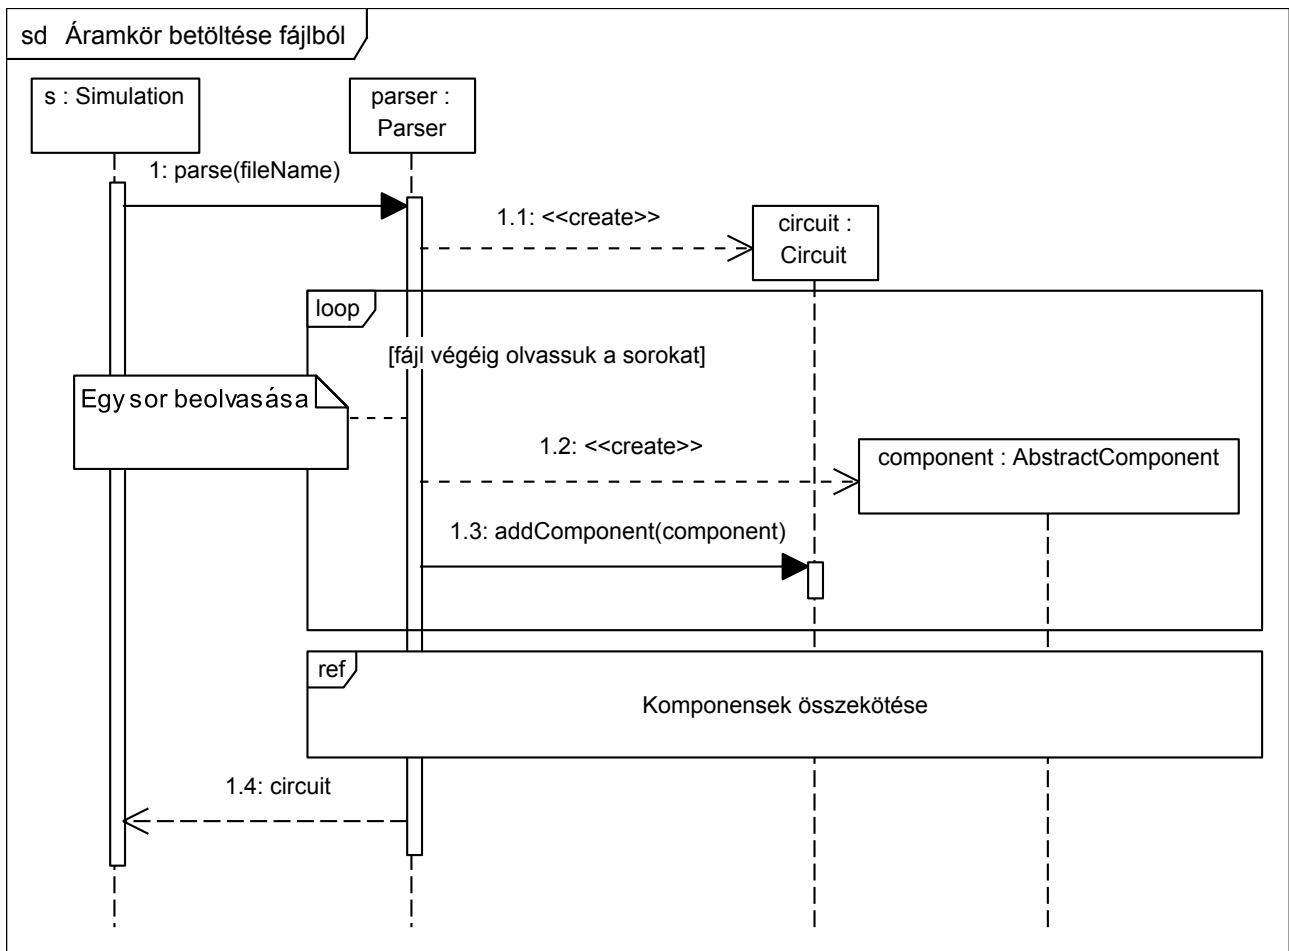 sd Áramkör betöltése fájlból
s : Simulation
parser :
Parser
1: parse(fileName)
1.1: <<create>>
circuit :
Circuit
loop
[fájl végéig olvassuk a sorokat]
Egy sor beolvasása
1.2: <<create>>
component : AbstractComponent
1.3: addComponent(component)
ref
Komponensek összekötése
1.4: circuit